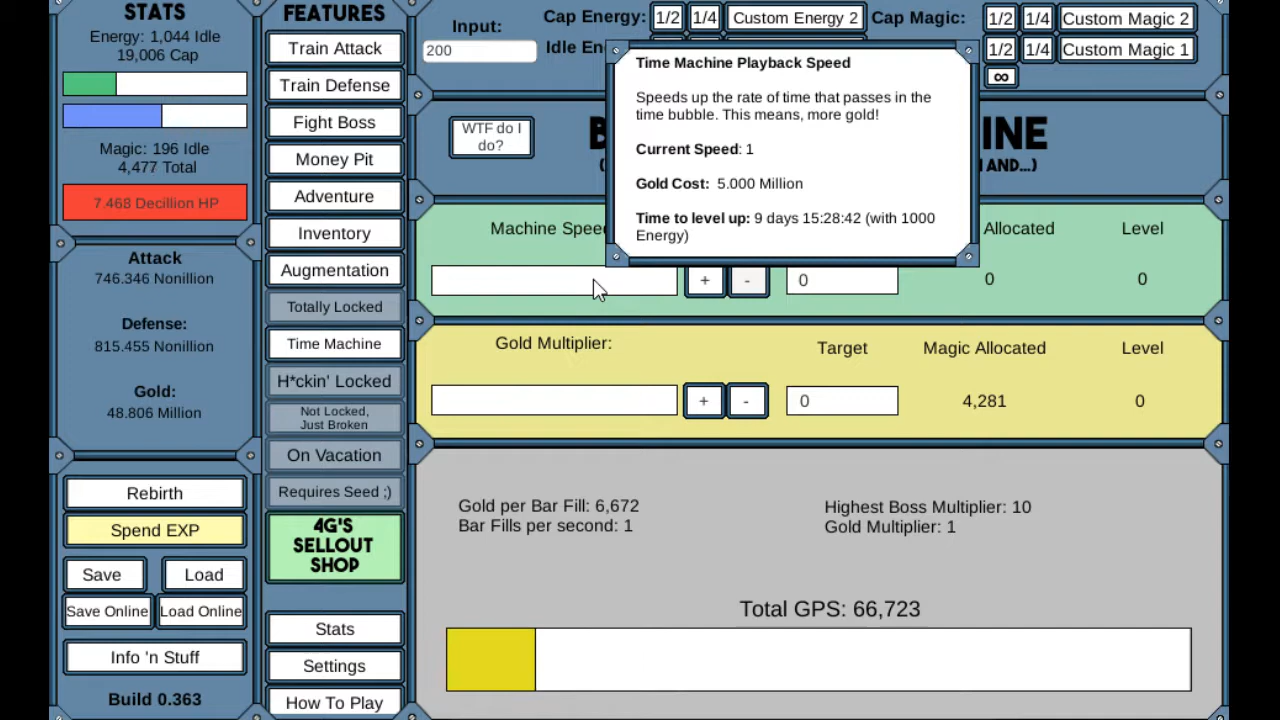 STATS
Energy: 1,044 Idle
19,006 Cap
Magic: 196 Idle
4,477 Total
7.468 Decillion HP
Attack
746.346 Nonillion
Defense:
815.455 Nonillion
Gold:
48.806 Million
Rebirth
Spend EXP
Save
Load
Save Online
Load Online
Info 'n Stuff
Build 0.363
FEATURES
Train Attack
Train Defense
Fight Boss
Money Pit
Adventure
Inventory
Augmentation
Totally Locked
Time Machine
H*ckin' Locked
Not Locked,
Just Broken
On Vacation
Requires Seed ;)
4G'S
SELLOUT
SHOP
Stats
Settings
How To Play
Input:
200
Cap Energy:
1/2
1/4
Custom Energy 2
Cap Magic:
1/2
1/4
Custom Magic 2
Idle En
1/2
1/4
Custom Magic 1
∞
WTF do I
do?
B
INE
AND...)
Time Machine Playback Speed
Speeds up the rate of time that passes in the
time bubble. This means, more gold!
Current Speed: 1
Gold Cost: 5.000 Million
Time to level up: 9 days 15:28:42 (with 1000
Energy)
Machine Speed
Allocated
Level
+
-
0
0
0
Gold Multiplier:
Target
Magic Allocated
Level
+
-
0
4,281
0
Gold per Bar Fill: 6,672
Bar Fills per second: 1
Highest Boss Multiplier: 10
Gold Multiplier: 1
Total GPS: 66,723